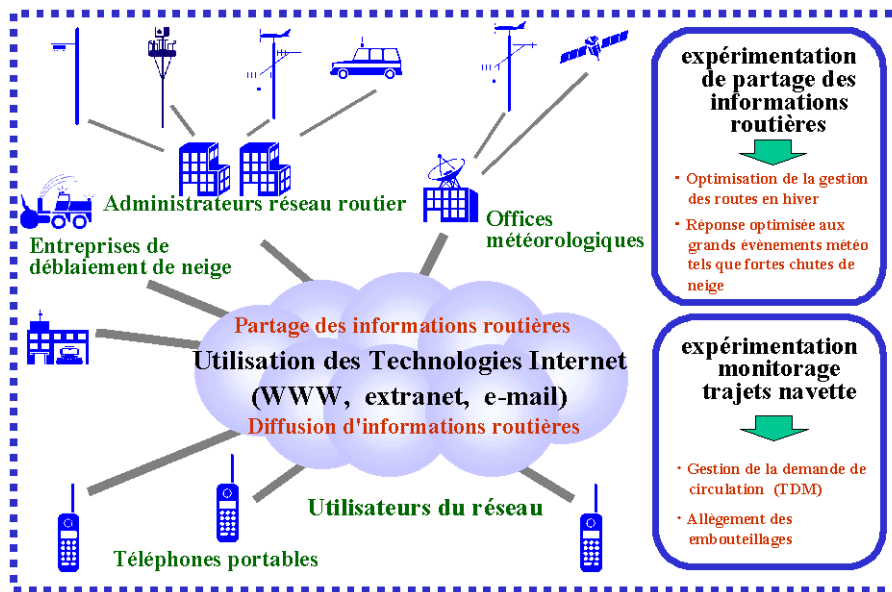 Administrateurs réseau routier
Entreprises de
déblaiement de neige
Offices
météorologiques
Partage des informations routières
Utilisation des Technologies Internet
(WWW, extranet, e-mail)
Diffusion d'informations routières
Utilisateurs du réseau
Téléphones portables
expérimentation
de partage des
informations
routières
・Optimisation de la gestion
des routes en hiver
・Réponse optimisée aux
grands évènements météo
tels que fortes chutes de
neige
expérimentation
monitorage
trajets navette
・Gestion de la demande de
circulation (TDM)
・Allègement des
embouteillages